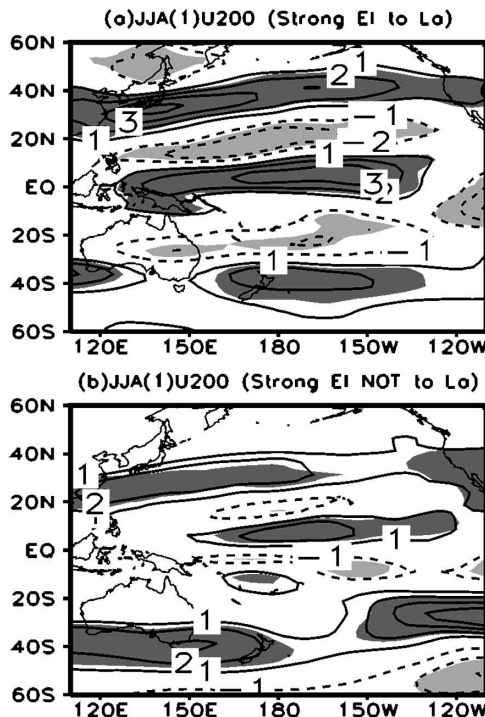 (a)JJA(1)U200 (Strong EI to La)
60N
40N
20N
EQ
20S
40S
60S
1
2
3
1
-1
-2
1
3
2
1
-1
1
120E 150E 180 150W 120W
(b)JJA(1)U200 (Strong EI NOT to La)
60N
40N
20N
EQ
20S
40S
60S
1
2
1
-1
1
2
1
-1
120E 150E 180 150W 120W